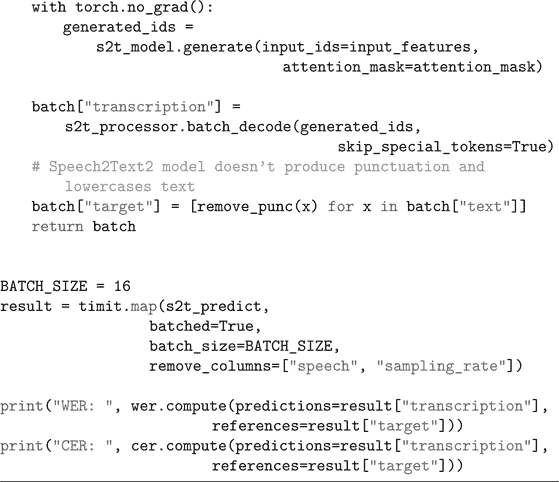 with torch.no_grad():
generated_ids =
s2t_model.generate(input_ids=input_features,
attention_mask=attention_mask)
batch["transcription"] =
s2t_processor.batch_decode(generated_ids,
skip_special_tokens=True)
# Speech2Text2 model doesn't produce punctuation and
lowercases text
batch["target"] = [remove_punc(x) for x in batch["text"]]
return batch
BATCH_SIZE = 16
result = timit.map(s2t_predict,
batched=True,
batch_size=BATCH_SIZE,
remove_columns=["speech", "sampling_rate"])
print("WER: ", wer.compute(predictions=result["transcription"],
references=result["target"]))
print("CER: ", cer.compute(predictions=result["transcription"],
references=result["target"]))